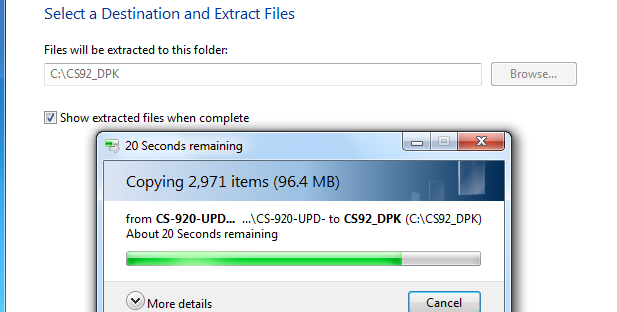 Select a Destination and Extract Files
Files will be extracted to this folder:
C:\CS92_DPK
Browse...
Show extracted files when complete
20 Seconds remaining
Copying 2,971 items (96.4 MB)
from CS-920-UPD... ...\CS-920-UPD- to CS92_DPK (C:\CS92_DPK)
About 20 Seconds remaining
More details
Cancel